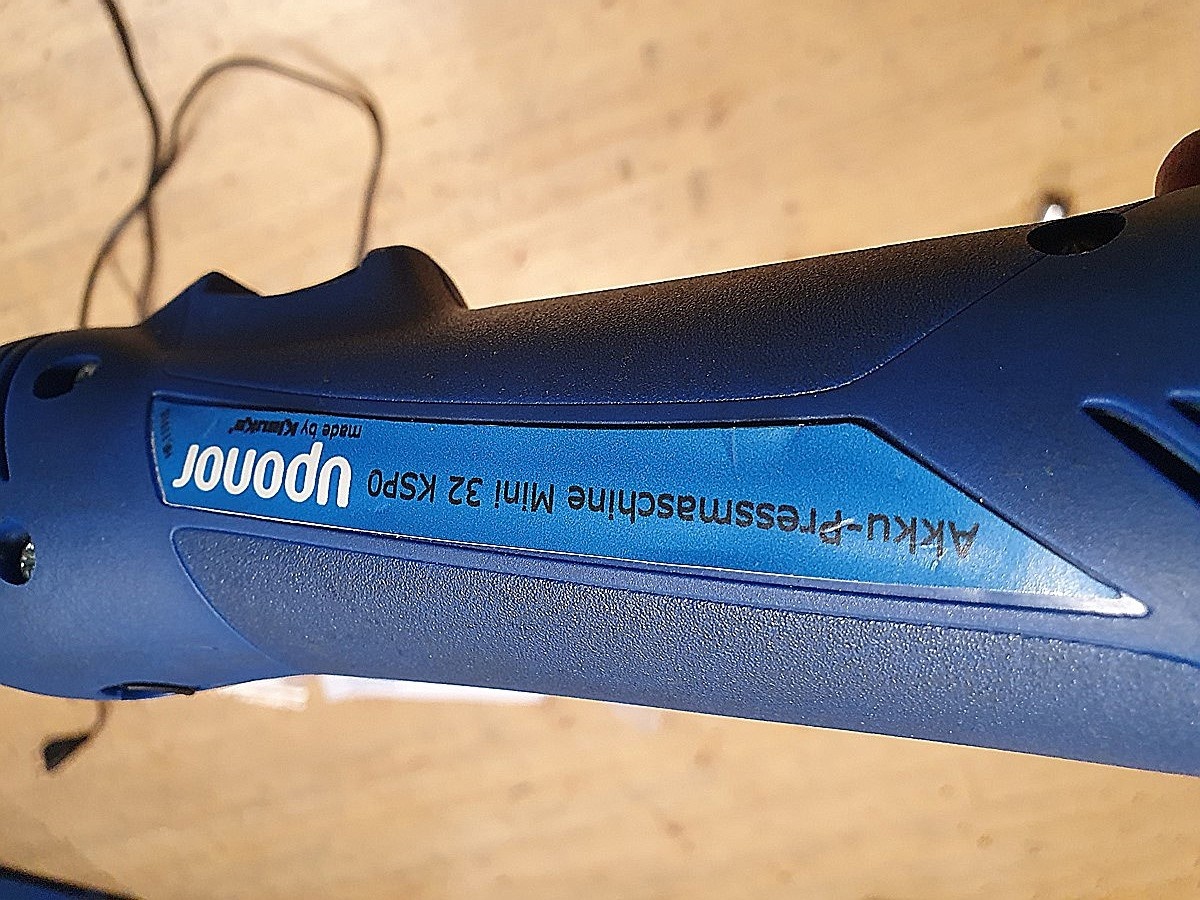 Akku-Pressmaschine Mini 32 KSP0
uponor
made by Klauke®